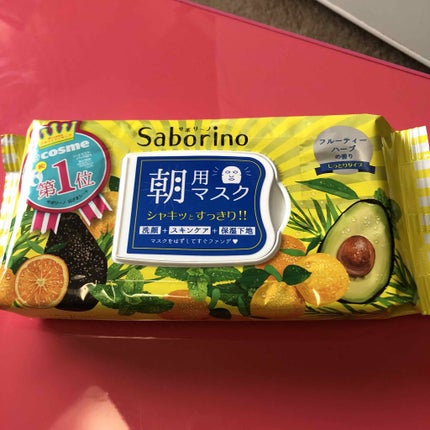 サボリーノ
Saborino
@cosme
第1位
朝用マスク
シャキッとすっきり!!
洗顔+スキンケア+保湿下地
マスクをはずしてすぐファンデ♥
フルーティー
ハーブ
の香り
しっとりタイプ